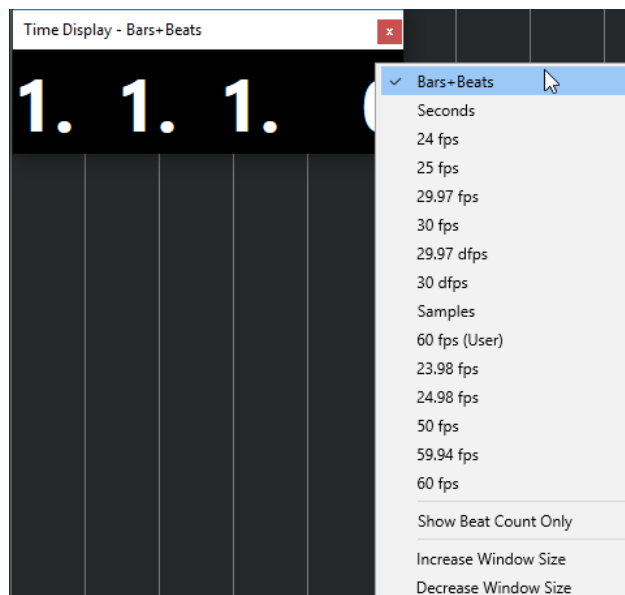 Time Display - Bars+Beats
x
1. 1. 1. 0
Bars+Beats
Seconds
24 fps
25 fps
29.97 fps
30 fps
29.97 dfps
30 dfps
Samples
60 fps (User)
23.98 fps
24.98 fps
50 fps
59.94 fps
60 fps
Show Beat Count Only
Increase Window Size
Decrease Window Size